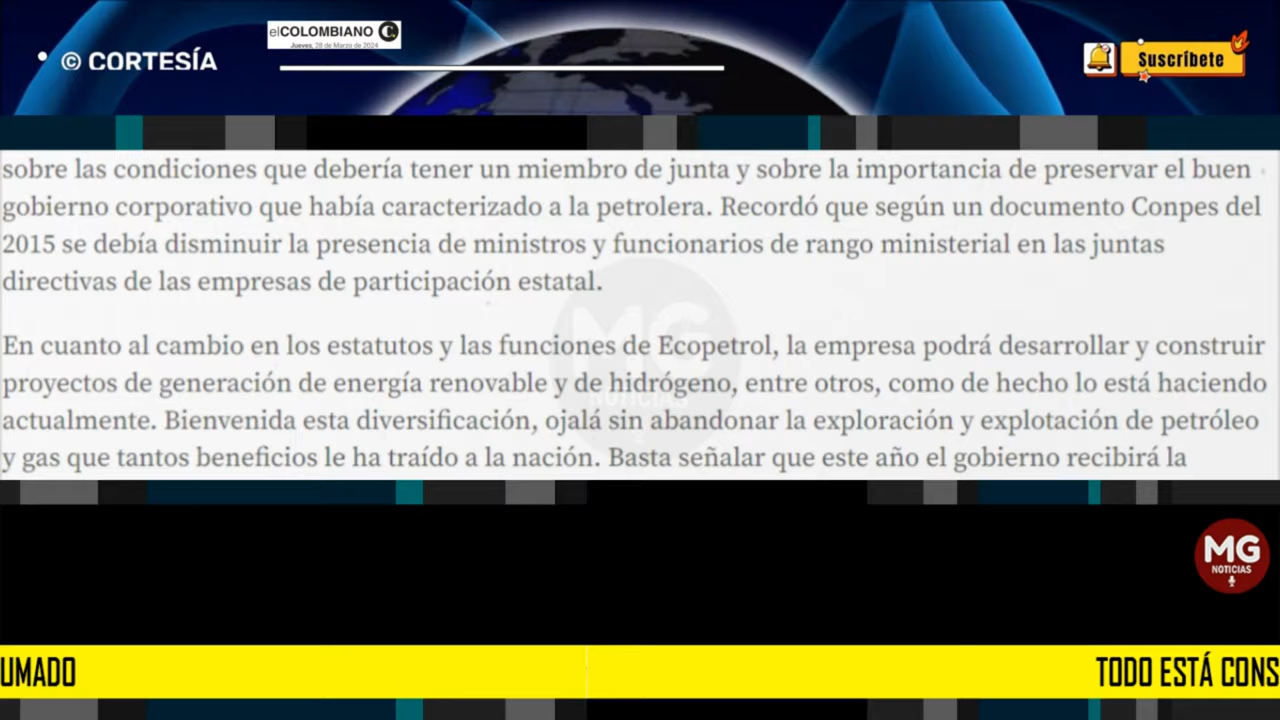 elCOLOMBIANO C
Jueves, 28 de Marzo de 2024
© CORTESÍA
Suscríbete
sobre las condiciones que debería tener un miembro de junta y sobre la importancia de preservar el buen
gobierno corporativo que había caracterizado a la petrolera. Recordó que según un documento Conpes del
2015 se debía disminuir la presencia de ministros y funcionarios de rango ministerial en las juntas
directivas de las empresas de participación estatal.
En cuanto al cambio en los estatutos y las funciones de Ecopetrol, la empresa podrá desarrollar y construir
proyectos de generación de energía renovable y de hidrógeno, entre otros, como de hecho lo está haciendo
actualmente. Bienvenida esta diversificación, ojalá sin abandonar la exploración y explotación de petróleo
y gas que tantos beneficios le ha traído a la nación. Basta señalar que este año el gobierno recibirá la
MG
NOTICIAS
MG
NOTICIAS
UMADO
TODO ESTÁ CONS